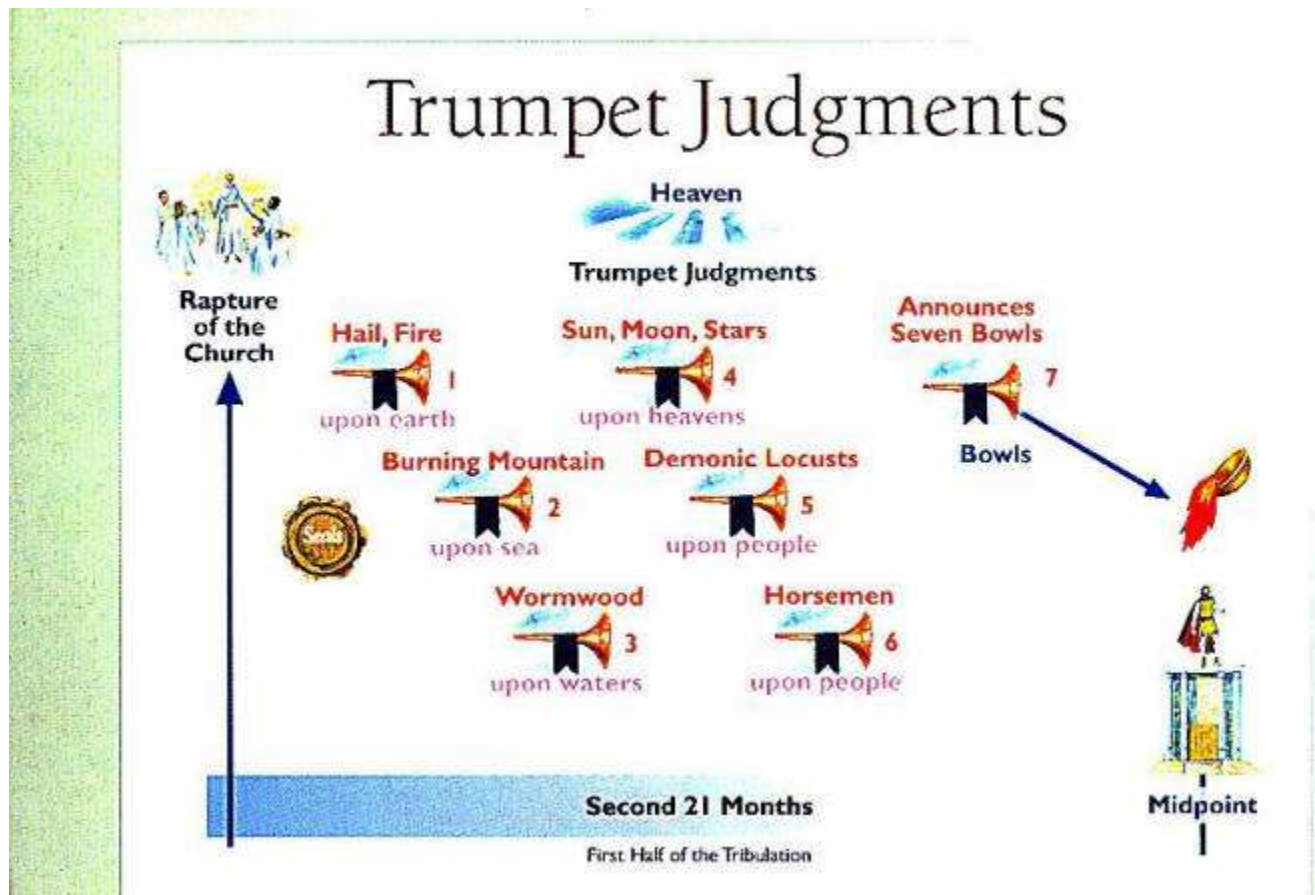 Trumpet Judgments
Heaven
Trumpet Judgments
Rapture
of the
Church
Hail, Fire
1
upon earth
Sun, Moon, Stars
4
upon heavens
Announces
Seven Bowls
7
Bowls
Burning Mountain
2
upon sea
Demonic Locusts
5
upon people
Seals
Wormwood
3
upon waters
Horsemen
6
upon people
Second 21 Months
First Half of the Tribulation
Midpoint